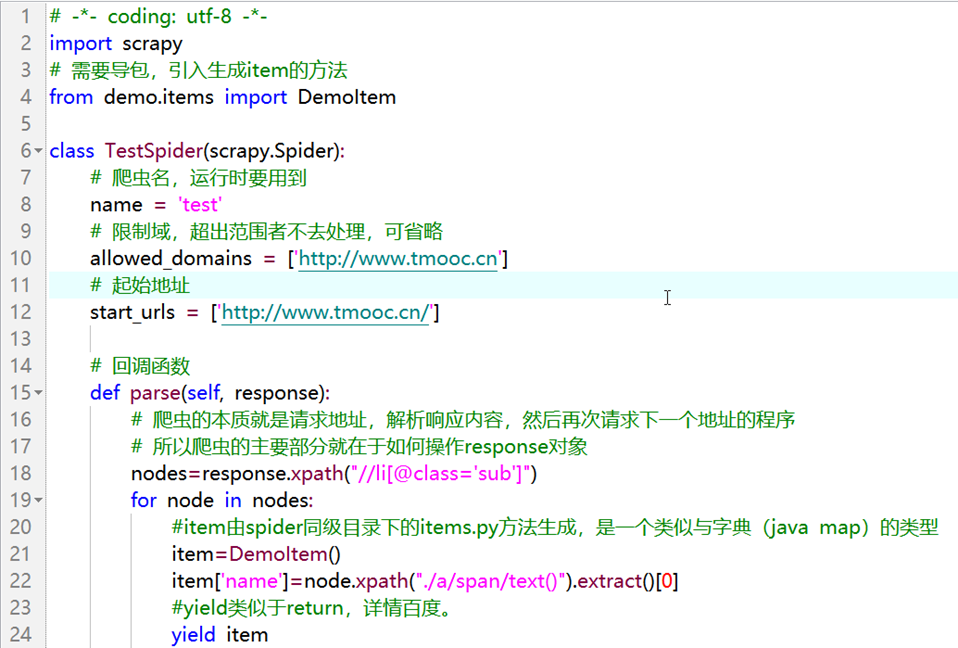 1 # -*- coding: utf-8 -*-
2 import scrapy
3 # 需要导包，引入生成item的方法
4 from demo.items import DemoItem
5
6 class TestSpider(scrapy.Spider):
7 # 爬虫名，运行时要用到
8 name = 'test'
9 # 限制域，超出范围者不去处理，可省略
10 allowed_domains = ['http://www.tmooc.cn']
11 # 起始地址
12 start_urls = ['http://www.tmooc.cn/']
13
14 # 回调函数
15 def parse(self, response):
16 # 爬虫的本质就是请求地址，解析响应内容，然后再次请求下一个地址的程序
17 # 所以爬虫的主要部分就在于如何操作response对象
18 nodes=response.xpath("//li[@class='sub']")
19 for node in nodes:
20 #item由spider同级目录下的items.py方法生成，是一个类似与字典（java map）的类型
21 item=DemoItem()
22 item['name']=node.xpath("./a/span/text()").extract()[0]
23 #yield类似于return，详情百度。
24 yield item